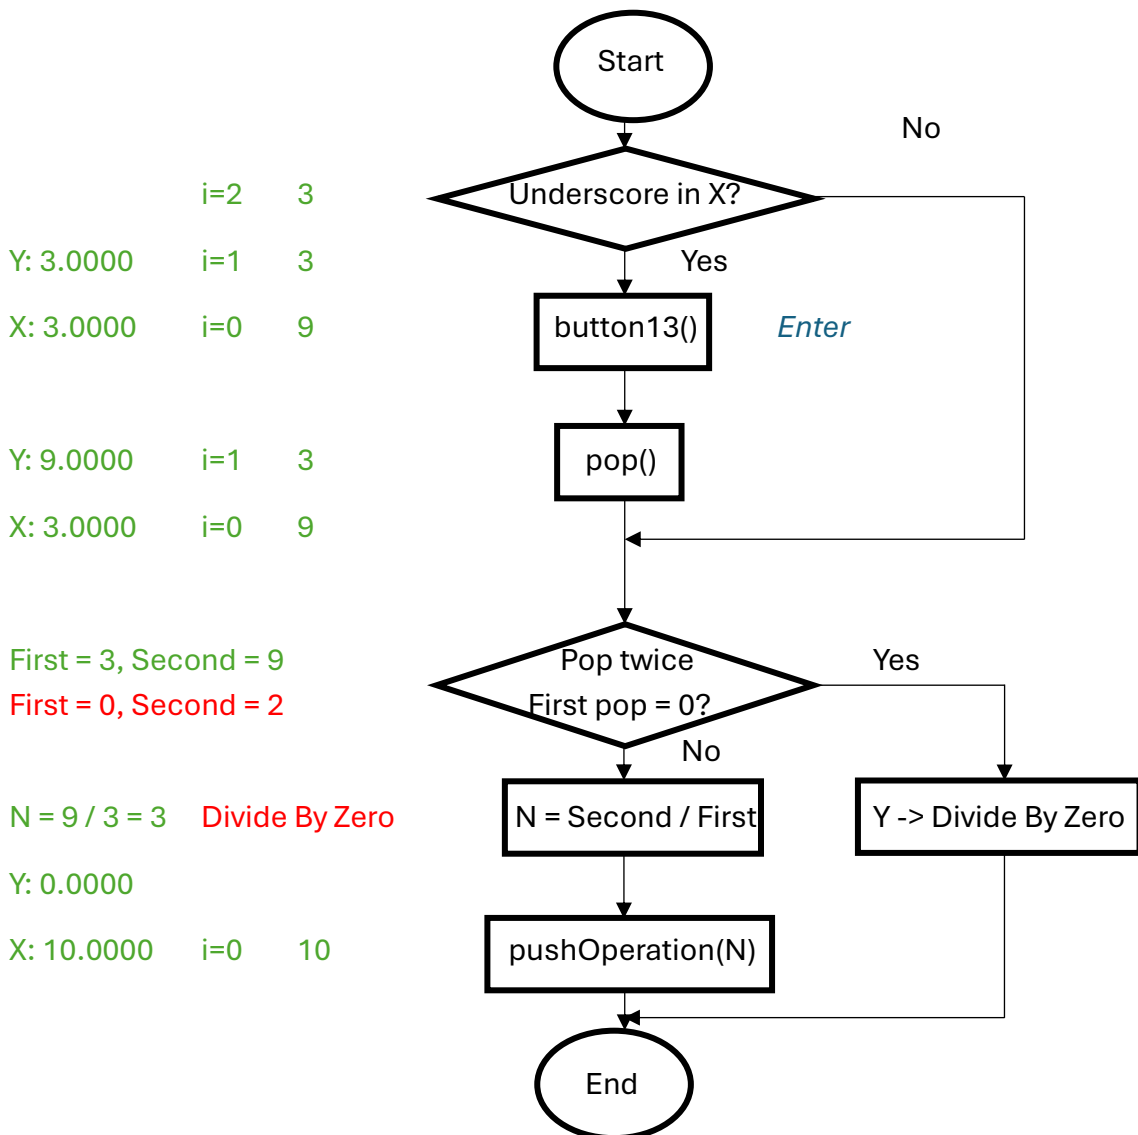 Start
No
i=2 3 Underscore in X?
Y: 3.0000 i=1 3 Yes
X: 3.0000 i=0 9 button13() Enter
Y: 9.0000 i=1 3 pop()
X: 3.0000 i=0 9
First = 3, Second = 9 Pop twice Yes
First = 0, Second = 2 First pop = 0?
No
N = 9 / 3 = 3 Divide By Zero N = Second / First Y -> Divide By Zero
Y: 0.0000
X: 10.0000 i=0 10 pushOperation(N)
End